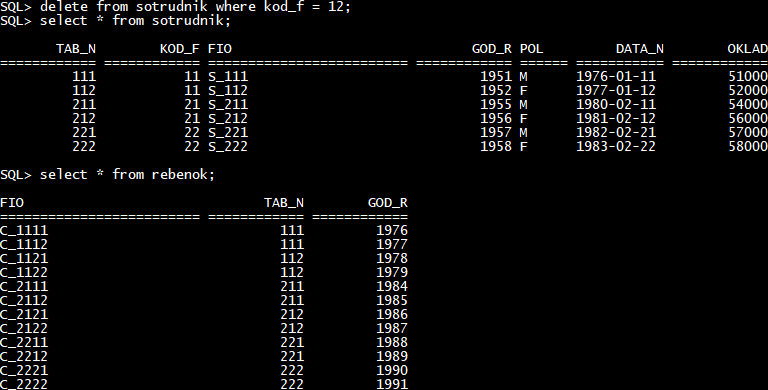 SQL> delete from sotrudnik where kod_f = 12;
SQL> select * from sotrudnik;
TAB_N KOD_F FIO GOD_R POL DATA_N OKLAD
============ ============ ========================= ============ ====== =========== ============
111 11 S_111 1951 M 1976-01-11 51000
112 11 S_112 1952 F 1977-01-12 52000
211 21 S_211 1955 M 1980-02-11 54000
212 21 S_212 1956 F 1981-02-12 56000
221 22 S_221 1957 M 1982-02-21 57000
222 22 S_222 1958 F 1983-02-22 58000
SQL> select * from rebenok;
FIO TAB_N GOD_R
========================= ============ ============
C_1111 111 1976
C_1112 111 1977
C_1121 112 1978
C_1122 112 1979
C_2111 211 1984
C_2112 211 1985
C_2121 212 1986
C_2122 212 1987
C_2211 221 1988
C_2212 221 1989
C_2221 222 1990
C_2222 222 1991